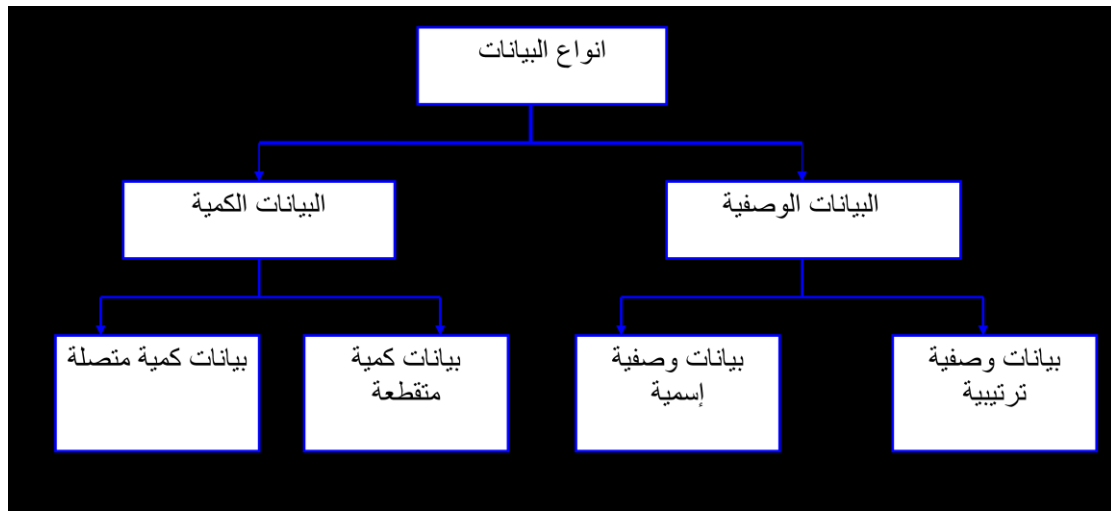 انواع البيانات
البيانات الوصفية
البيانات الكمية
بيانات وصفية
ترتيبية
بيانات وصفية
إسمية
بيانات كمية
متقطعة
بيانات كمية متصلة